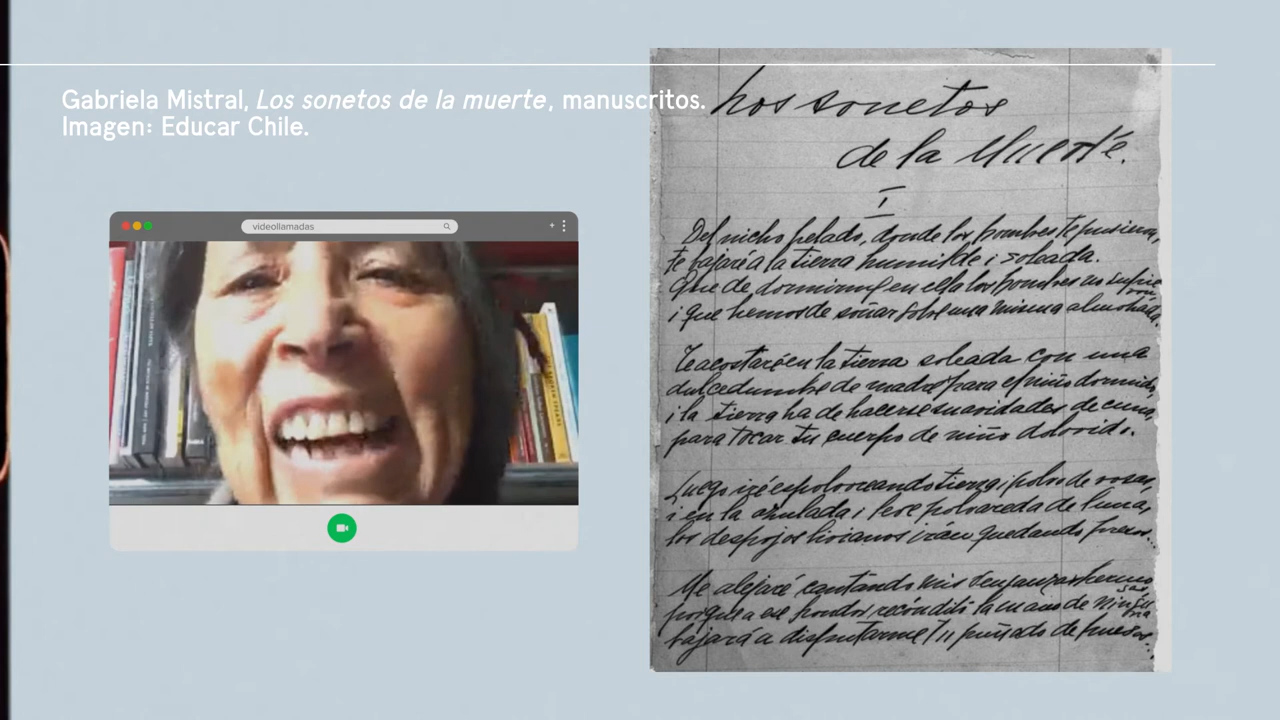 Gabriela Mistral, Los sonetos de la muerte, manuscritos.
Imagen: Educar Chile.
videollamadas
Los sonetos
de la Muerte.
I
Del nicho helado, donde los hombres te pusieron,
te bajaré a la tierra humilde i soleada.
Que he de dormirme en ella los hombres no supieron
i que hemos de soñar sobre una misma almohada.
Te acostaré en la tierra soleada con una
dulcedumbre de madre para el niño dormido,
i la tierra ha de hacerse suavidades de cuna,
para tocar tu cuerpo de niño dolorido.
Luego iré espolvoreando tierra i polvo de rosas,
i en la azulada i leve polvareda de luna,
los despojos livianos irán quedando presos...
Me alejaré cantando mis venganzas hermosas
porque a ese hondor recóndito la mano de ninguna
bajará a disputarme tu puñado de huesos...